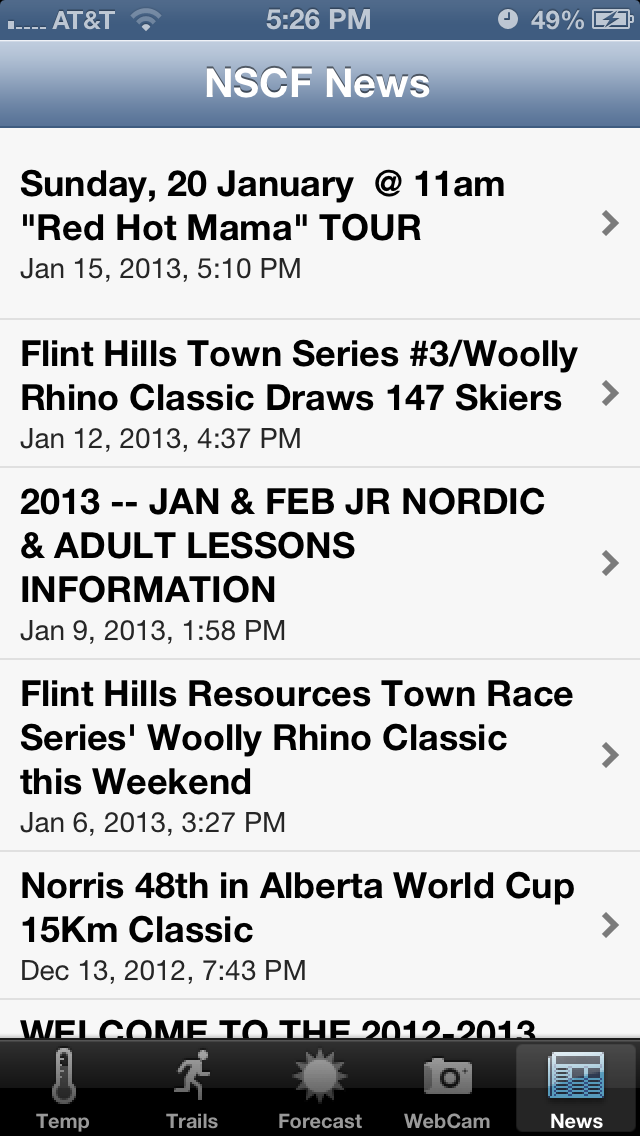 AT&T 5:26 PM 49%
NSCF News
Sunday, 20 January  @ 11am
"Red Hot Mama" TOUR
Jan 15, 2013, 5:10 PM
Flint Hills Town Series #3/Woolly
Rhino Classic Draws 147 Skiers
Jan 12, 2013, 4:37 PM
2013 -- JAN & FEB JR NORDIC
& ADULT LESSONS
INFORMATION
Jan 9, 2013, 1:58 PM
Flint Hills Resources Town Race
Series' Woolly Rhino Classic
this Weekend
Jan 6, 2013, 3:27 PM
Norris 48th in Alberta World Cup
15Km Classic
Dec 13, 2012, 7:43 PM
WELCOME TO THE 2012-2013
Temp Trails Forecast WebCam News